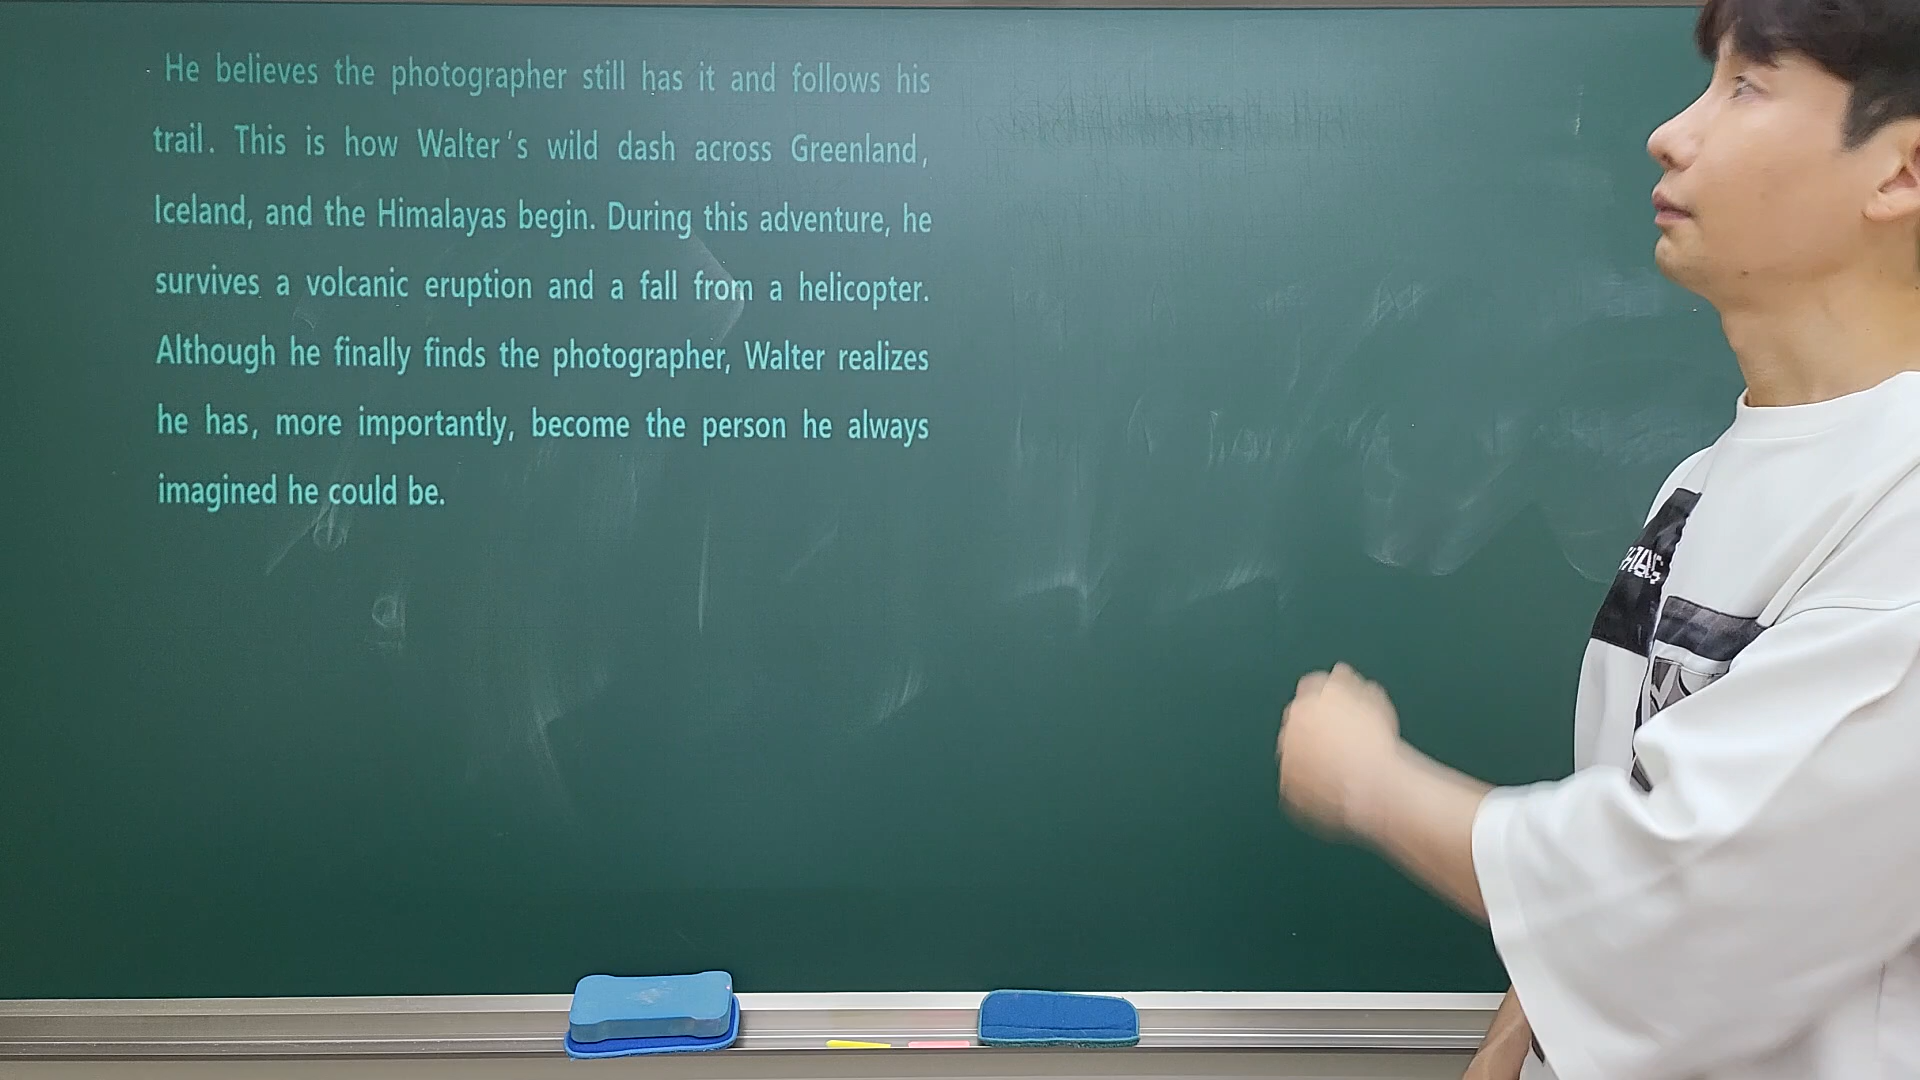 He believes the photographer still has it and follows his
trail. This is how Walter's wild dash across Greenland,
Iceland, and the Himalayas begin. During this adventure, he
survives a volcanic eruption and a fall from a helicopter.
Although he finally finds the photographer, Walter realizes
he has, more importantly, become the person he always
imagined he could be.